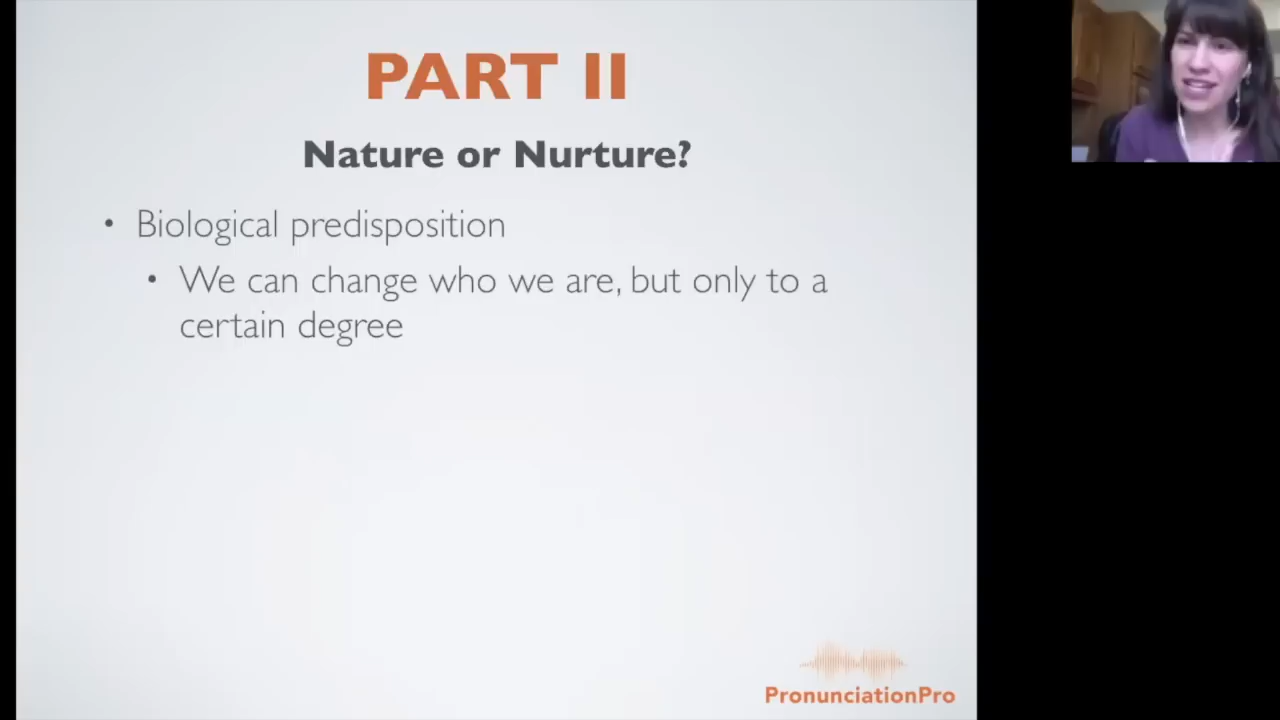 PART II
Nature or Nurture?
• Biological predisposition
• We can change who we are, but only to a
certain degree
PronunciationPro